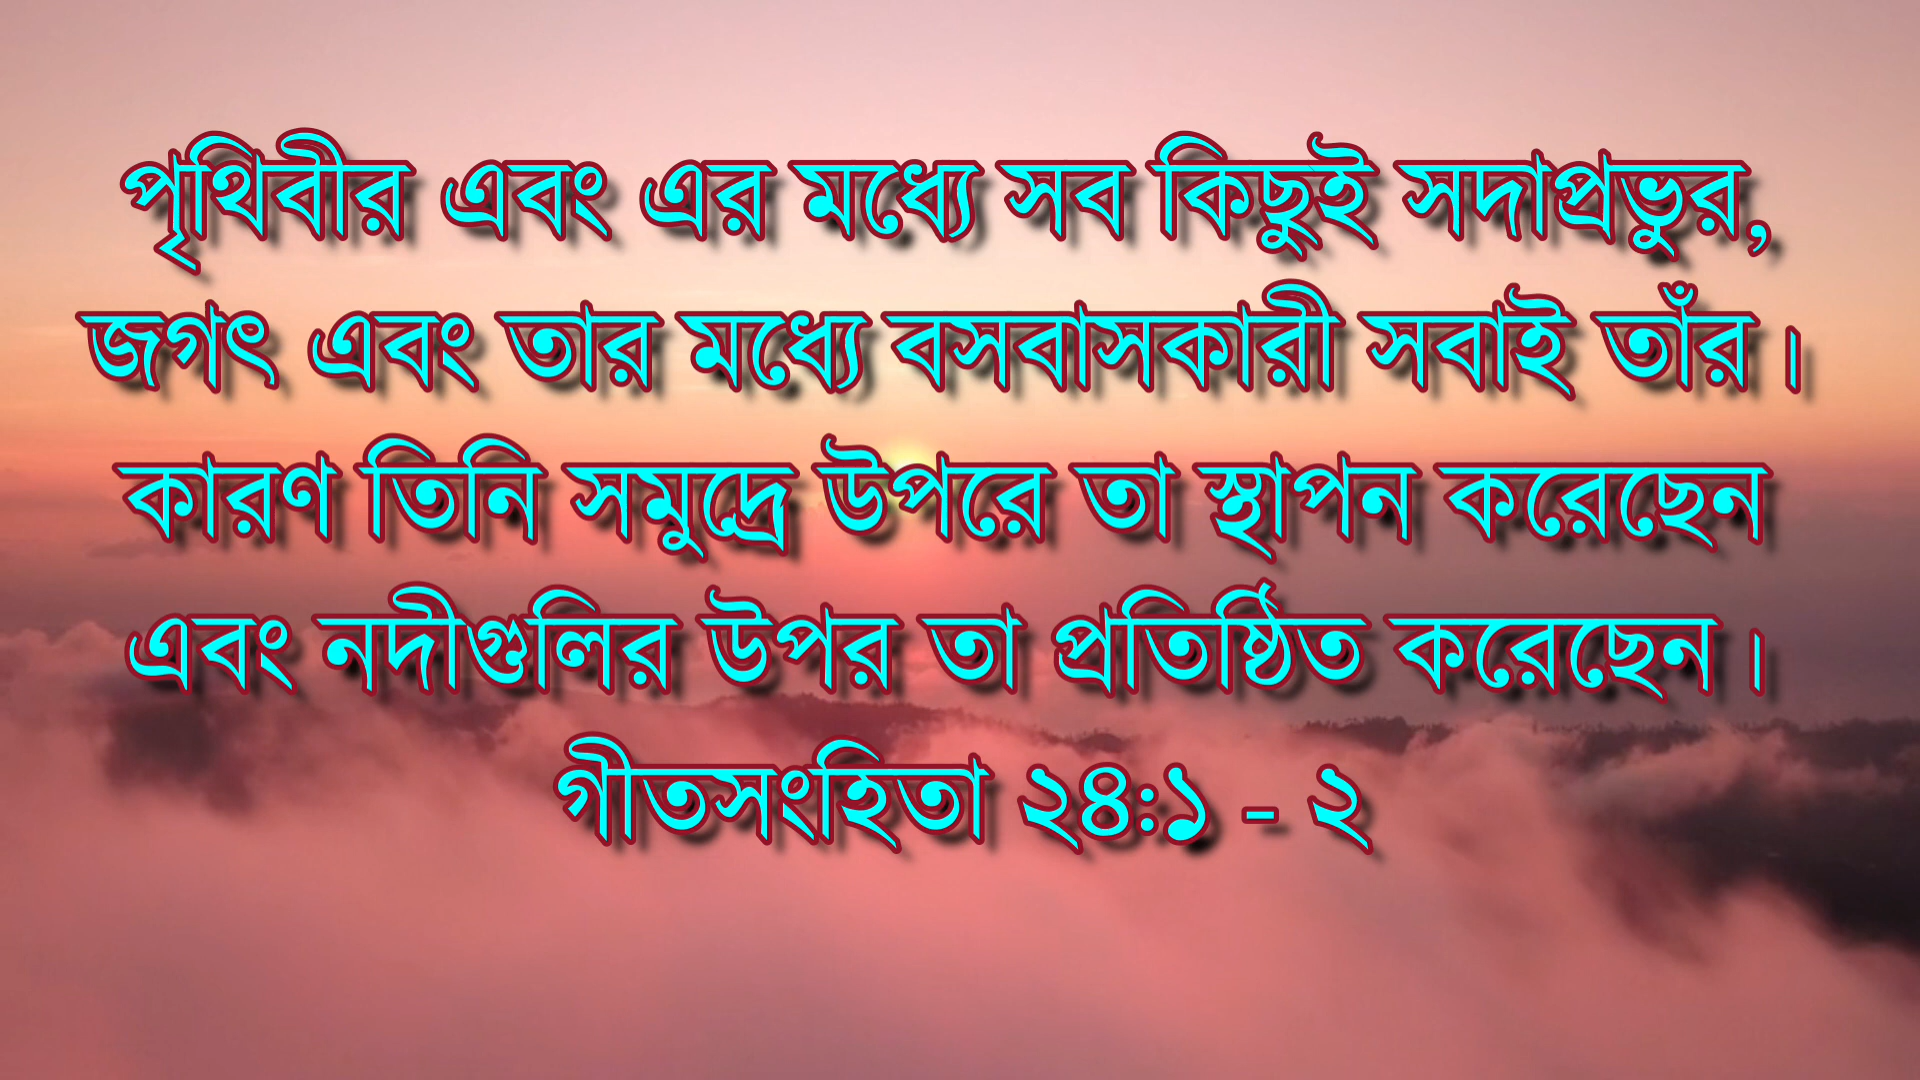 পৃথিবীর এবং এর মধ্যে সব কিছুই সদাপ্রভুর,
জগৎ এবং তার মধ্যে বসবাসকারী সবাই তাঁর।
কারণ তিনি সমুদ্রে উপরে তা স্থাপন করেছেন
এবং নদীগুলির উপর তা প্রতিষ্ঠিত করেছেন।
গীতসংহিতা ২৪:১ - ২